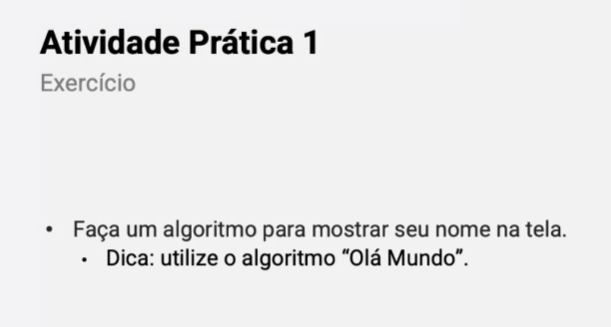 Atividade Prática 1
Exercício
• Faça um algoritmo para mostrar seu nome na tela.
• Dica: utilize o algoritmo “Olá Mundo”.